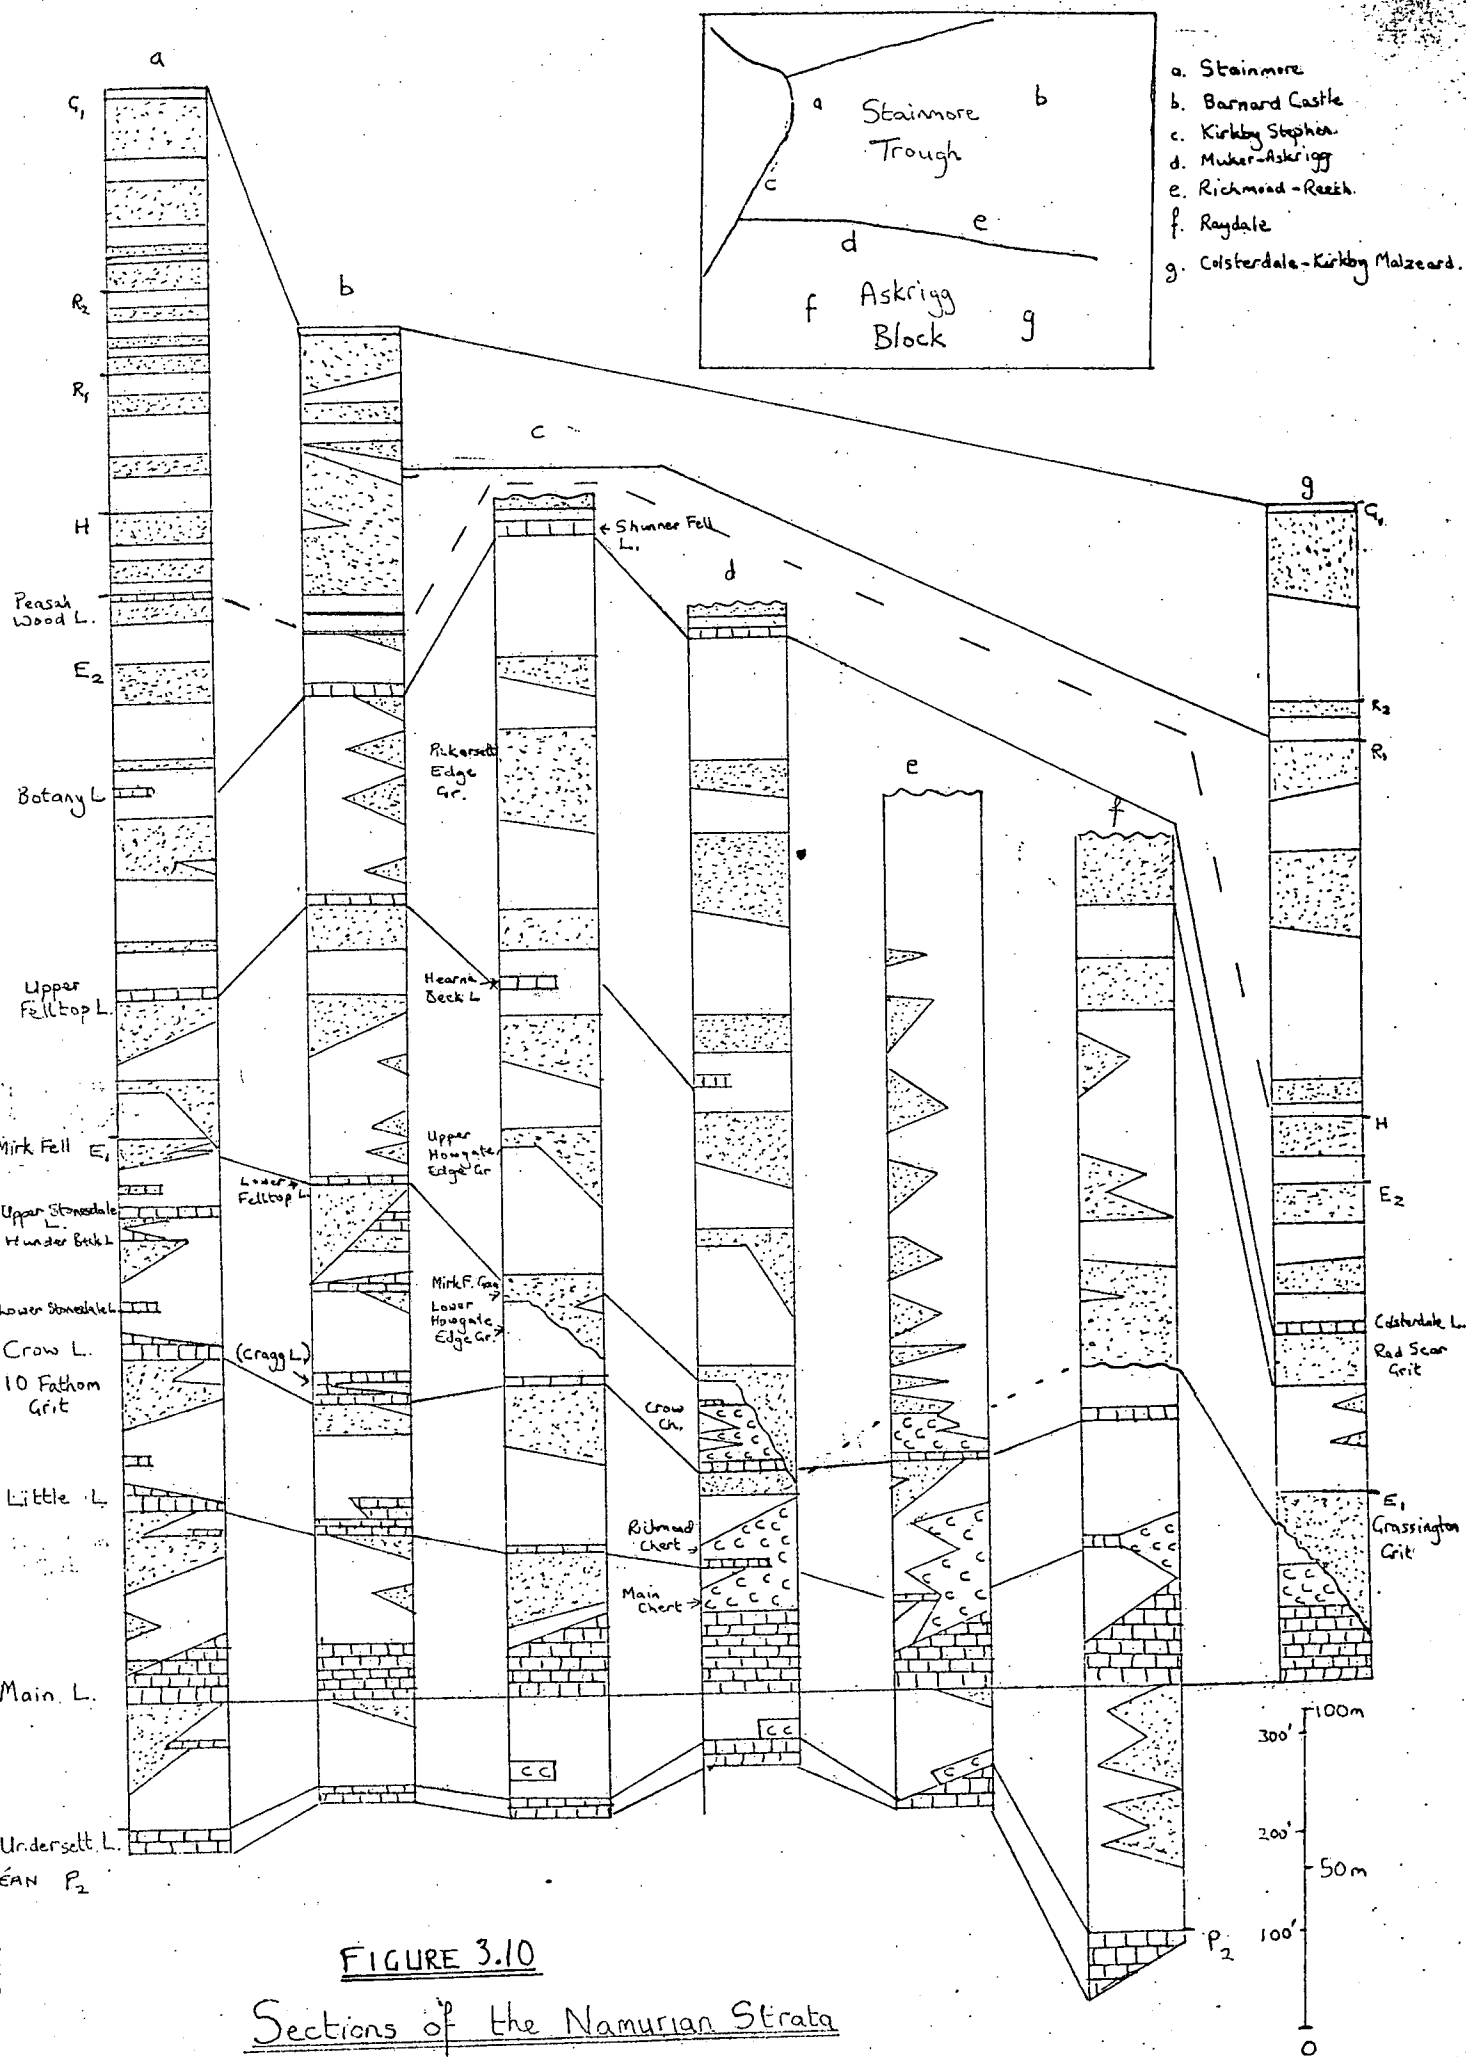 a
G₁
R₂
R₁
H
Peasah
Wood L.
E₂
Botany L
Upper
Felltop L.
Mirk Fell E₁
Upper Stonesdale
L.
Hunder Beck L
Lower Stonesdale L
Crow L.
10 Fathom
Grit
Little L
Main L.
Undersett L.
EAN P₂
b
Lower
Felltop L.
(Cragg L.)
c
← Shunner Fell
L.
Pickersett
Edge
Gr.
Hearne
Beck L
Upper
Howgate
Edge Gr
Mirk F. Gan
Lower
Howgate
Edge Gr.
C C
d
Crow
Ch.
Richmond
Chert
Main
Chert
C C
e
f
P₂
g
G₁
R₂
R₁
H
E₂
Colsterdale L.
Red Scar
Grit
E₁
Grassington
Grit
a
Stainmore
Trough
b
c
d
e
f
Askrigg
Block
g
a. Stainmore
b. Barnard Castle
c. Kirkby Stephen.
d. Muker-Askrigg
e. Richmond-Reeth.
f. Raydale
g. Colsterdale-Kirkby Malzeard.
100m
300'
200'
50m
100'
0
FIGURE 3.10
Sections of the Namurian Strata